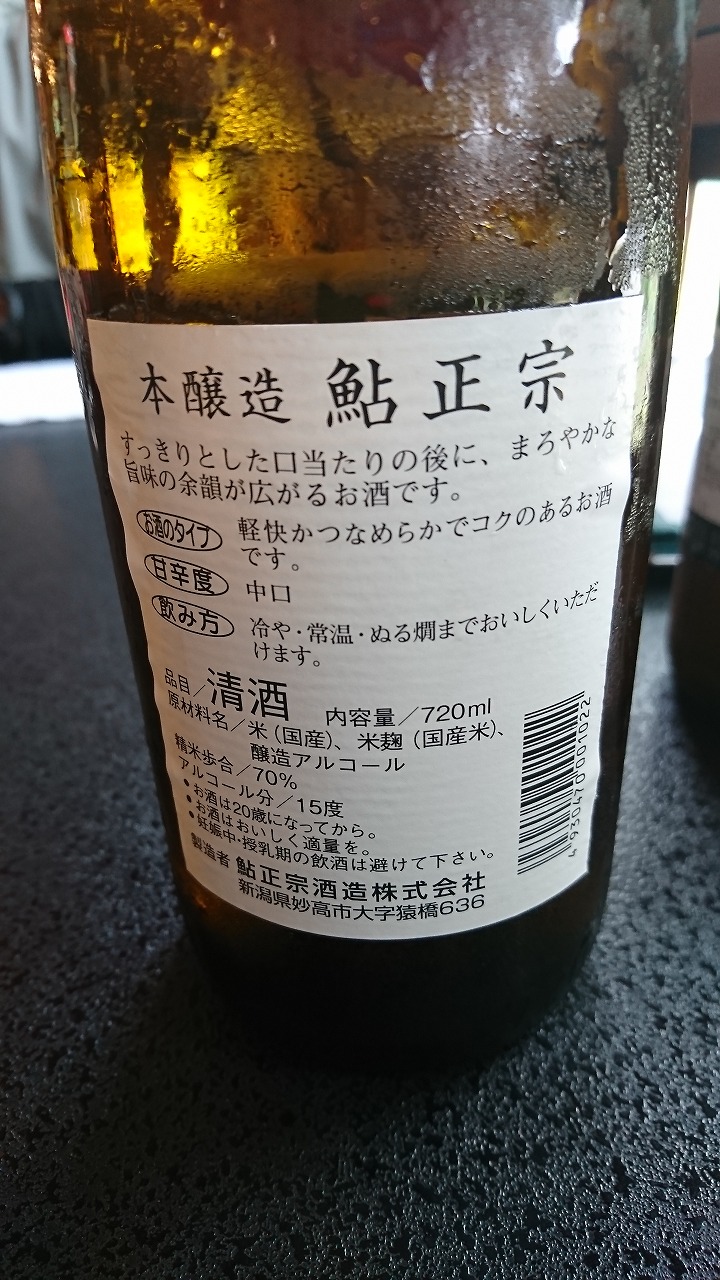 本醸造 鮎正宗
すっきりとした口当たりの後に、まろやかな
旨味の余韻が広がるお酒です。
お酒のタイプ 軽快かつなめらかでコクのあるお酒
です。
甘辛度 中口
飲み方 冷や・常温・ぬる燗までおいしくいただ
けます。
品目／清酒 内容量／720ml
原材料名／米（国産）、米麹（国産米）、
醸造アルコール
精米歩合／70%
アルコール分／15度
●お酒は20歳になってから。
●お酒はおいしく適量を。
●妊娠中・授乳期の飲酒は避けて下さい。
製造者 鮎正宗酒造株式会社
新潟県妙高市大字猿橋636
4930470001022